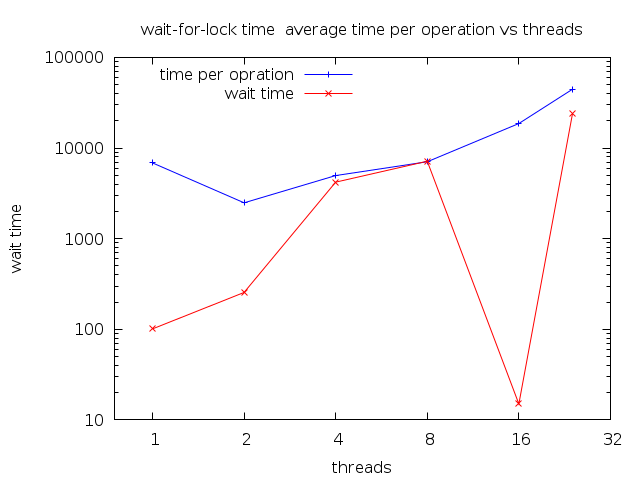 wait-for-lock time  average time per operation vs threads
100000
10000
1000
100
10
time per opration
wait time
wait time
1 2 4 8 16 32
threads